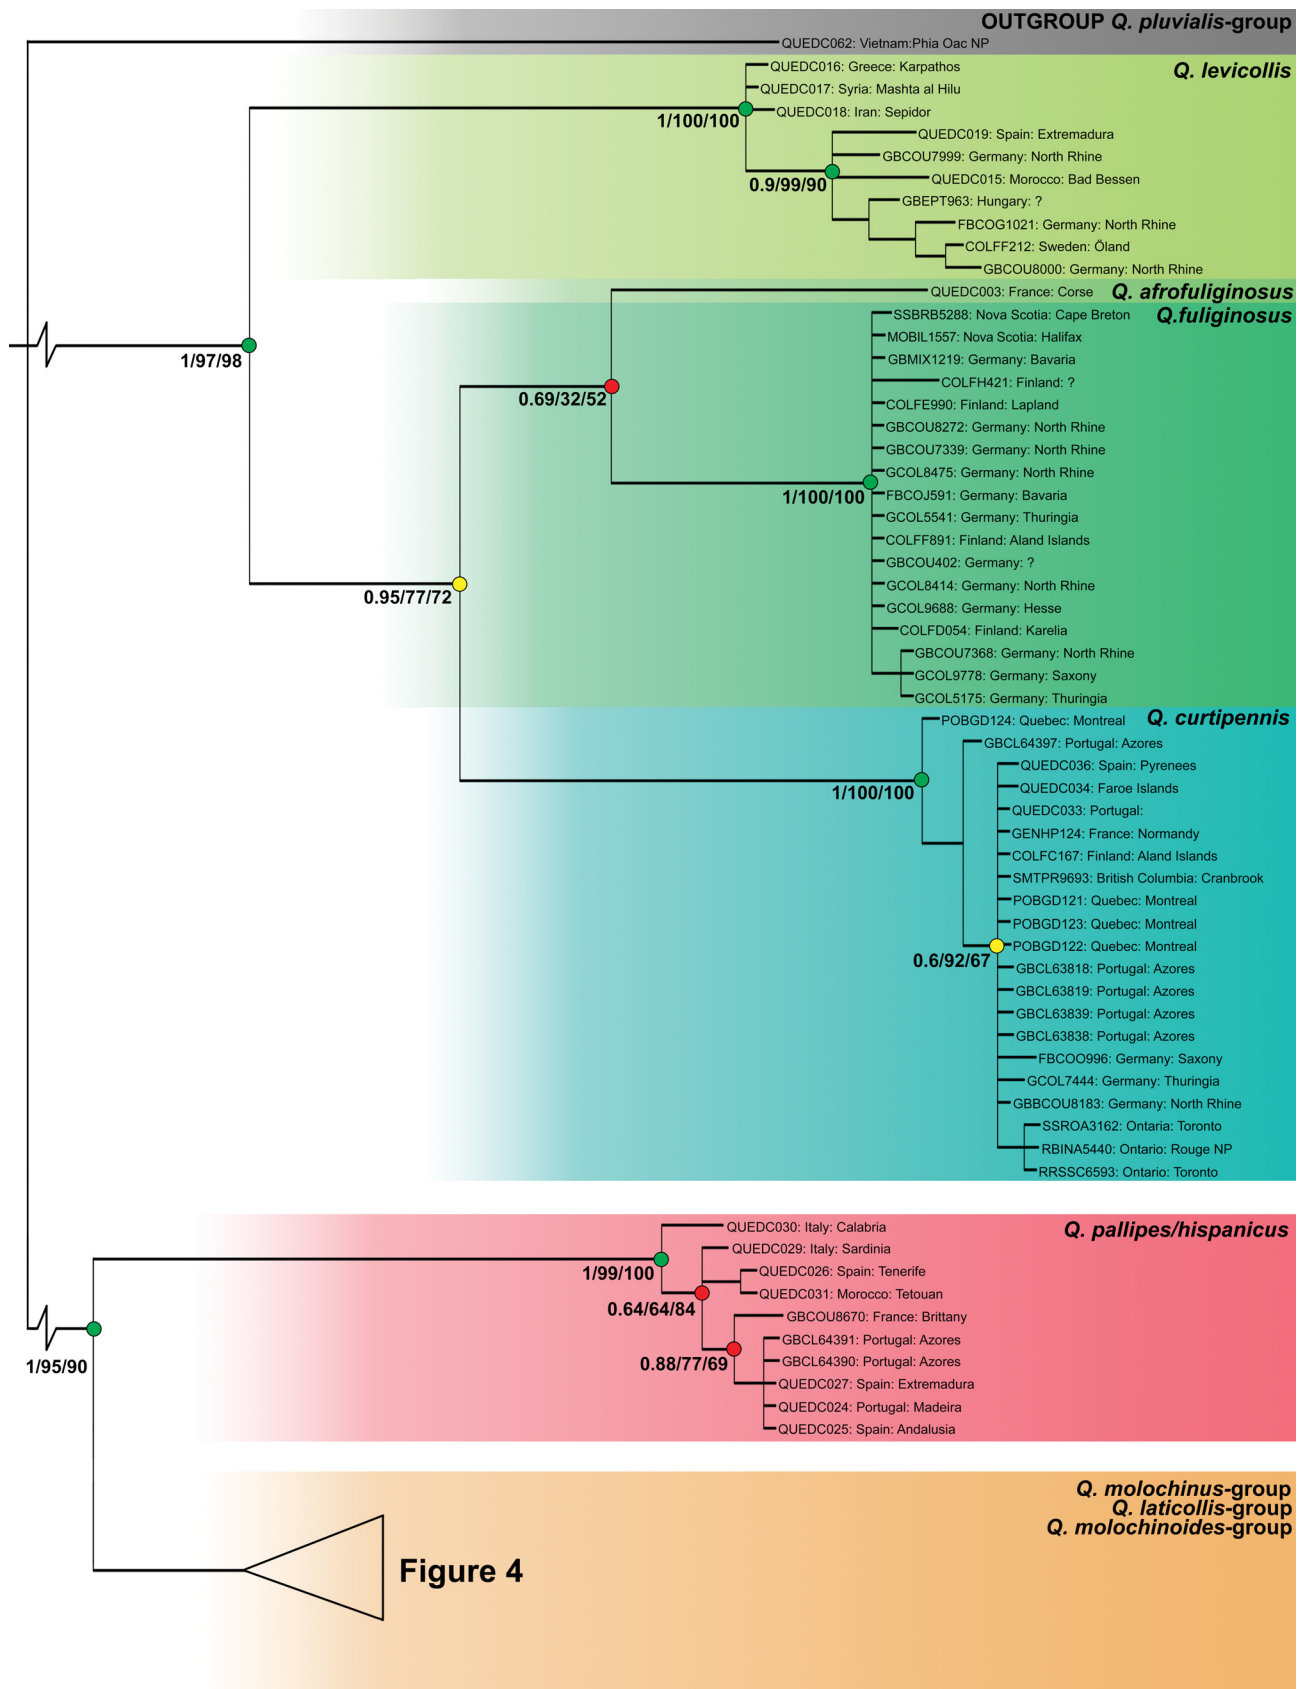 OUTGROUP Q. pluvialis-group
QUEDC062: Vietnam:Phia Oac NP
Q. levicollis
QUEDC016: Greece: Karpathos
QUEDC017: Syria: Mashta al Hilu
QUEDC018: Iran: Sepidor
1/100/100
QUEDC019: Spain: Extremadura
GBCOU7999: Germany: North Rhine
QUEDC015: Morocco: Bad Bessen
0.9/99/90
GBEPT963: Hungary: ?
FBCOG1021: Germany: North Rhine
COLFF212: Sweden: Öland
GBCOU8000: Germany: North Rhine
QUEDC003: France: Corse
Q. afrofuliginosus
SSBRB5288: Nova Scotia: Cape Breton
Q.fuliginosus
MOBIL1557: Nova Scotia: Halifax
GBMIX1219: Germany: Bavaria
1/97/98
COLFH421: Finland: ?
0.69/32/52
COLFE990: Finland: Lapland
GBCOU8272: Germany: North Rhine
GBCOU7339: Germany: North Rhine
GCOL8475: Germany: North Rhine
1/100/100
FBCOJ591: Germany: Bavaria
GCOL5541: Germany: Thuringia
COLFF891: Finland: Aland Islands
GBCOU402: Germany: ?
GCOL8414: Germany: North Rhine
0.95/77/72
GCOL9688: Germany: Hesse
COLFD054: Finland: Karelia
GBCOU7368: Germany: North Rhine
GCOL9778: Germany: Saxony
GCOL5175: Germany: Thuringia
POBGD124: Quebec: Montreal
Q. curtipennis
GBCL64397: Portugal: Azores
QUEDC036: Spain: Pyrenees
QUEDC034: Faroe Islands
1/100/100
QUEDC033: Portugal:
GENHP124: France: Normandy
COLFC167: Finland: Aland Islands
SMTPR9693: British Columbia: Cranbrook
POBGD121: Quebec: Montreal
POBGD123: Quebec: Montreal
POBGD122: Quebec: Montreal
0.6/92/67
GBCL63818: Portugal: Azores
GBCL63819: Portugal: Azores
GBCL63839: Portugal: Azores
GBCL63838: Portugal: Azores
FBCOO996: Germany: Saxony
GCOL7444: Germany: Thuringia
GBBCOU8183: Germany: North Rhine
SSROA3162: Ontaria: Toronto
RBINA5440: Ontario: Rouge NP
RRSSC6593: Ontario: Toronto
QUEDC030: Italy: Calabria
Q. pallipes/hispanicus
QUEDC029: Italy: Sardinia
1/99/100
QUEDC026: Spain: Tenerife
QUEDC031: Morocco: Tetouan
0.64/64/84
GBCOU8670: France: Brittany
GBCL64391: Portugal: Azores
1/95/90
0.88/77/69
GBCL64390: Portugal: Azores
QUEDC027: Spain: Extremadura
QUEDC024: Portugal: Madeira
QUEDC025: Spain: Andalusia
Q. molochinus-group
Q. laticollis-group
Q. molochinoides-group
Figure 4